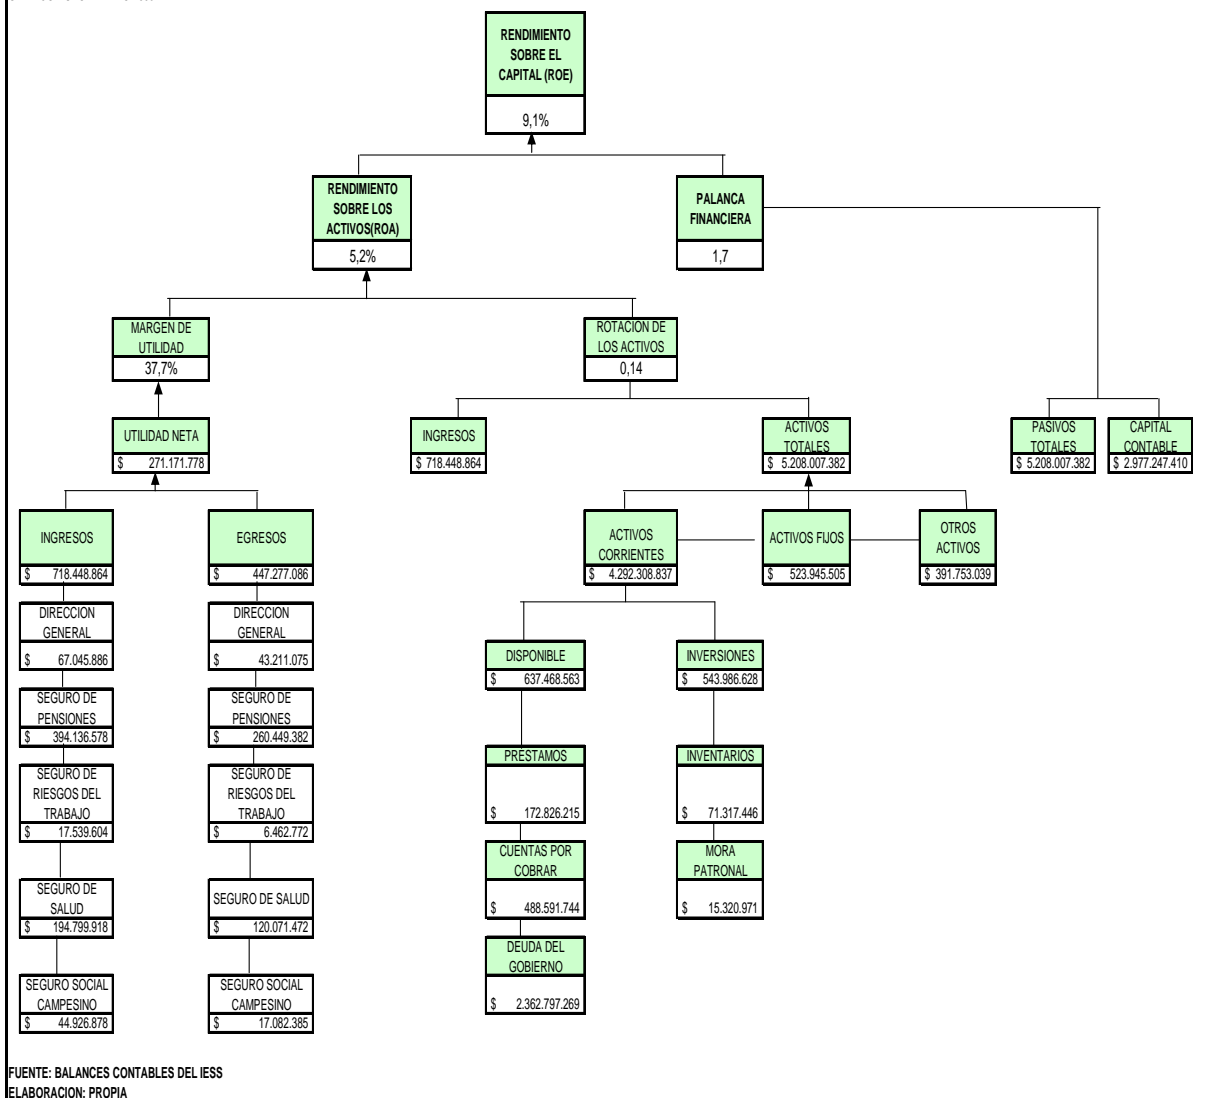 RENDIMIENTO
SOBRE EL
CAPITAL (ROE)
9,1%
RENDIMIENTO
SOBRE LOS
ACTIVOS(ROA)
5,2%
PALANCA
FINANCIERA
1,7
MARGEN DE
UTILIDAD
37,7%
ROTACION DE
LOS ACTIVOS
0,14
UTILIDAD NETA
$ 271.171.778
INGRESOS
$ 718.448.864
ACTIVOS
TOTALES
$ 5.208.007.382
PASIVOS
TOTALES
$ 5.208.007.382
CAPITAL
CONTABLE
$ 2.977.247.410
INGRESOS
$ 718.448.864
EGRESOS
$ 447.277.086
ACTIVOS
CORRIENTES
$ 4.292.308.837
ACTIVOS FIJOS
$ 523.945.505
OTROS
ACTIVOS
$ 391.753.039
DIRECCION
GENERAL
$ 67.045.886
DIRECCION
GENERAL
$ 43.211.075
DISPONIBLE
$ 637.468.563
INVERSIONES
$ 543.986.628
SEGURO DE
PENSIONES
$ 394.136.578
SEGURO DE
PENSIONES
$ 260.449.382
PRESTAMOS
$ 172.826.215
INVENTARIOS
$ 71.317.446
SEGURO DE
RIESGOS DEL
TRABAJO
$ 17.539.604
SEGURO DE
RIESGOS DEL
TRABAJO
$ 6.462.772
CUENTAS POR
COBRAR
$ 488.591.744
MORA
PATRONAL
$ 15.320.971
SEGURO DE
SALUD
$ 194.799.918
SEGURO DE SALUD
$ 120.071.472
DEUDA DEL
GOBIERNO
$ 2.362.797.269
SEGURO SOCIAL
CAMPESINO
$ 44.926.878
SEGURO SOCIAL
CAMPESINO
$ 17.082.385
FUENTE: BALANCES CONTABLES DEL IESS
ELABORACION: PROPIA